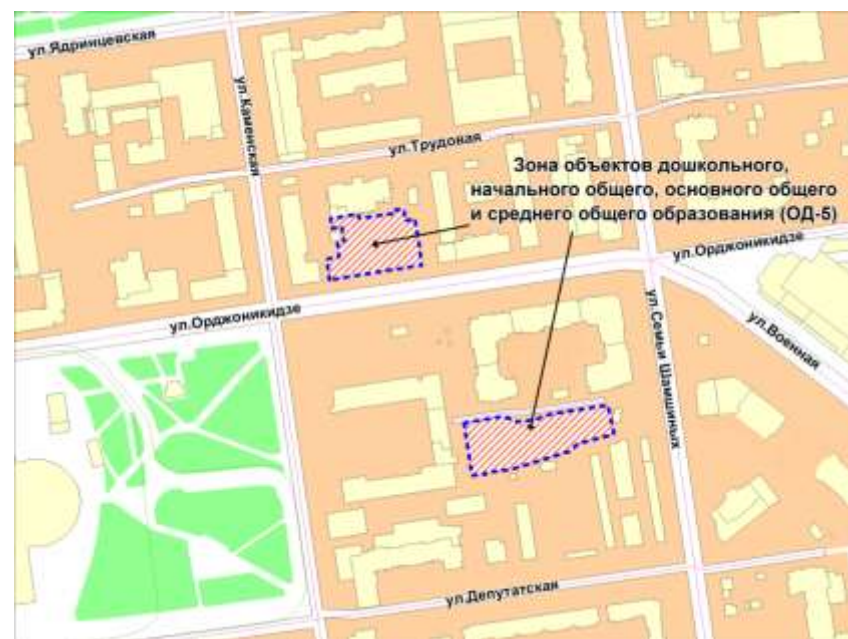 ул.Ядринцевская
ул.Каменская
ул.Трудовая
Зона объектов дошкольного,
начального общего, основного общего
и среднего общего образования (ОД-5)
ул.Орджоникидзе
ул.Орджоникидзе
ул.Военная
ул.Семьи Шамшиных
ул.Депутатская